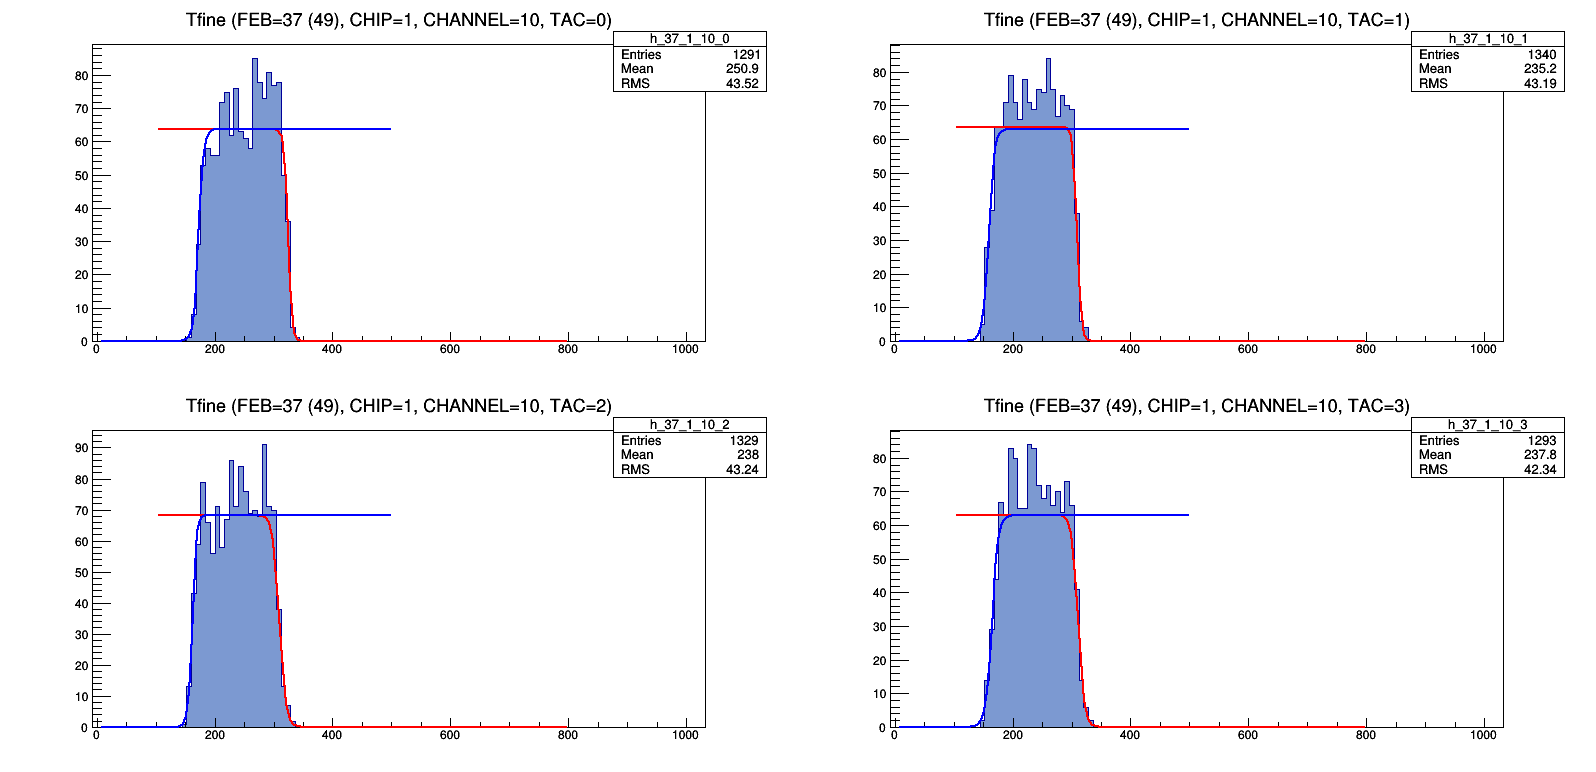 Tfine (FEB=37 (49), CHIP=1, CHANNEL=10, TAC=0)
h_37_1_10_0
Entries 1291
Mean 250.9
RMS 43.52
80
70
60
50
40
30
20
10
0
0 200 400 600 800 1000
Tfine (FEB=37 (49), CHIP=1, CHANNEL=10, TAC=1)
h_37_1_10_1
Entries 1340
Mean 235.2
RMS 43.19
80
70
60
50
40
30
20
10
0
0 200 400 600 800 1000
Tfine (FEB=37 (49), CHIP=1, CHANNEL=10, TAC=2)
h_37_1_10_2
Entries 1329
Mean 238
RMS 43.24
90
80
70
60
50
40
30
20
10
0
0 200 400 600 800 1000
Tfine (FEB=37 (49), CHIP=1, CHANNEL=10, TAC=3)
h_37_1_10_3
Entries 1293
Mean 237.8
RMS 42.34
80
70
60
50
40
30
20
10
0
0 200 400 600 800 1000